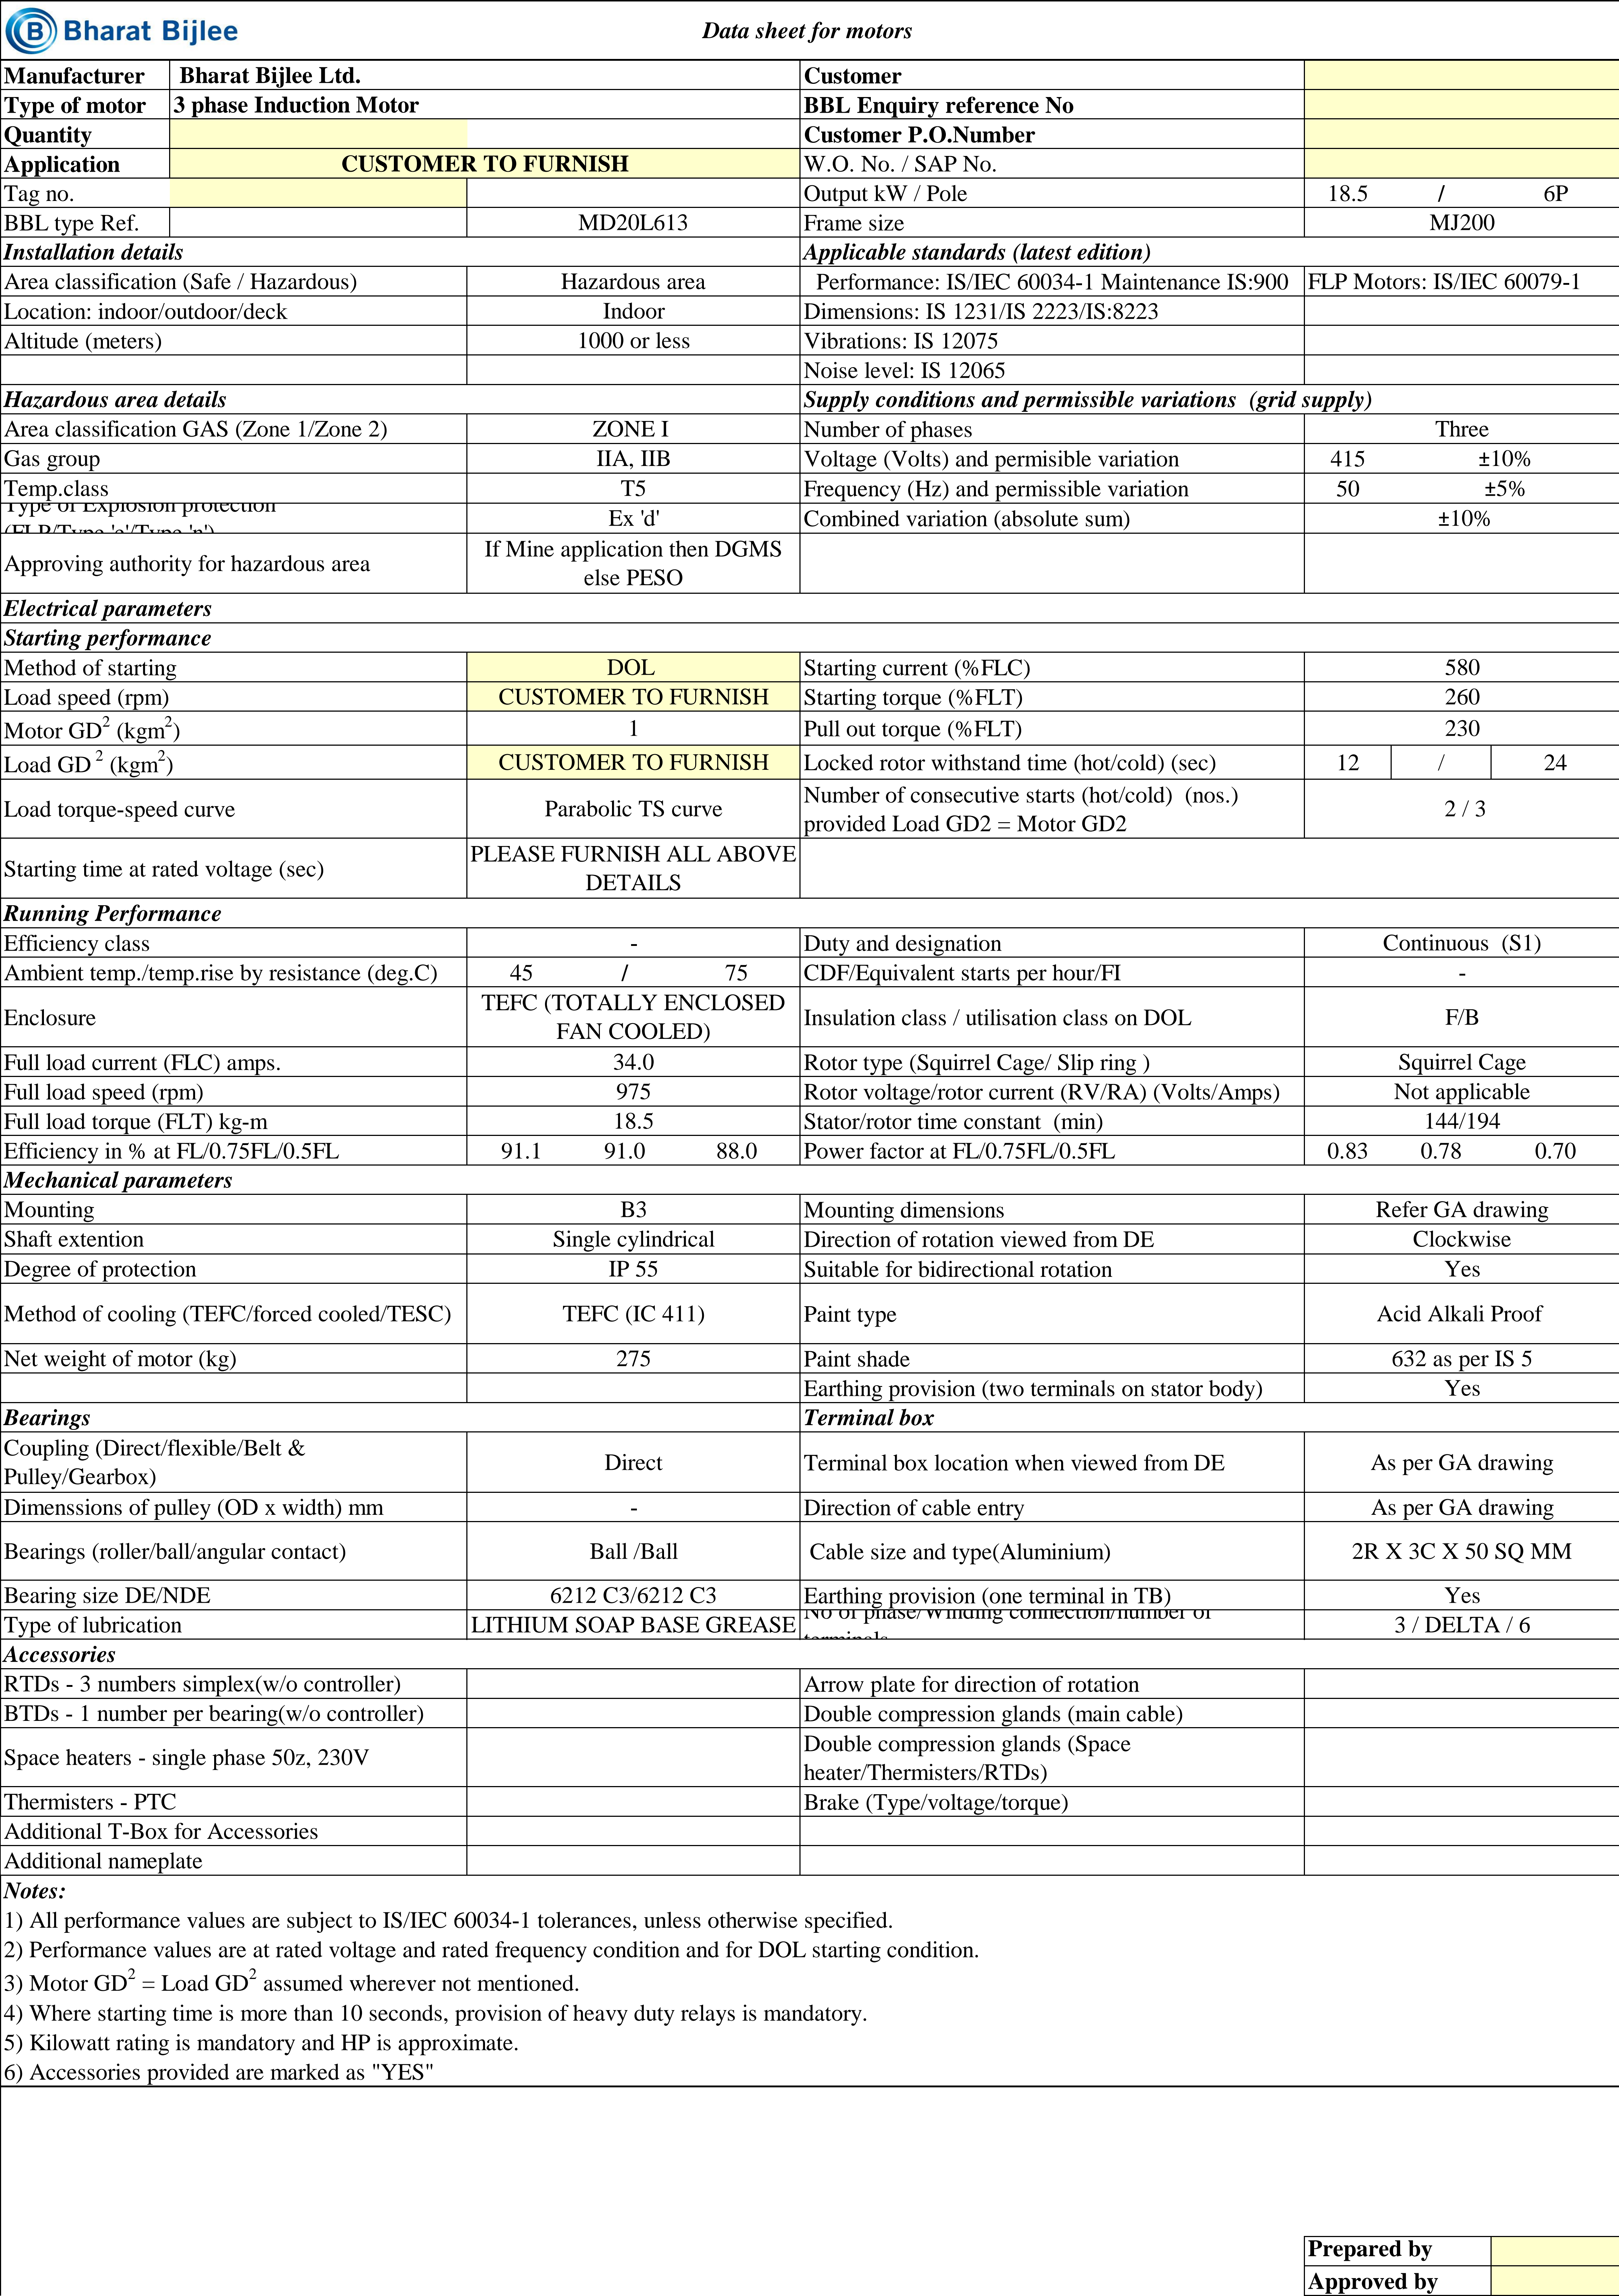 B Bharat Bijlee
Data sheet for motors
Manufacturer Bharat Bijlee Ltd. Customer
Type of motor 3 phase Induction Motor BBL Enquiry reference No
Quantity Customer P.O.Number
Application CUSTOMER TO FURNISH W.O. No. / SAP No.
Tag no. Output kW / Pole 18.5 / 6P
BBL type Ref. MD20L613 Frame size MJ200
Installation details Applicable standards (latest edition)
Area classification (Safe / Hazardous) Hazardous area Performance: IS/IEC 60034-1 Maintenance IS:900 FLP Motors: IS/IEC 60079-1
Location: indoor/outdoor/deck Indoor Dimensions: IS 1231/IS 2223/IS:8223
Altitude (meters) 1000 or less Vibrations: IS 12075
Noise level: IS 12065
Hazardous area details Supply conditions and permissible variations (grid supply)
Area classification GAS (Zone 1/Zone 2) ZONE I Number of phases Three
Gas group IIA, IIB Voltage (Volts) and permisible variation 415 ±10%
Temp.class T5 Frequency (Hz) and permissible variation 50 ±5%
Type of Explosion protection
(FLP/Type 'e'/Type 'n') Ex 'd' Combined variation (absolute sum) ±10%
Approving authority for hazardous area If Mine application then DGMS
else PESO
Electrical parameters
Starting performance
Method of starting DOL Starting current (%FLC) 580
Load speed (rpm) CUSTOMER TO FURNISH Starting torque (%FLT) 260
Motor GD² (kgm²) 1 Pull out torque (%FLT) 230
Load GD ² (kgm²) CUSTOMER TO FURNISH Locked rotor withstand time (hot/cold) (sec) 12 / 24
Load torque-speed curve Parabolic TS curve Number of consecutive starts (hot/cold) (nos.)
provided Load GD2 = Motor GD2 2 / 3
Starting time at rated voltage (sec) PLEASE FURNISH ALL ABOVE
DETAILS
Running Performance
Efficiency class - Duty and designation Continuous (S1)
Ambient temp./temp.rise by resistance (deg.C) 45 / 75 CDF/Equivalent starts per hour/FI -
Enclosure TEFC (TOTALLY ENCLOSED
FAN COOLED) Insulation class / utilisation class on DOL F/B
Full load current (FLC) amps. 34.0 Rotor type (Squirrel Cage/ Slip ring ) Squirrel Cage
Full load speed (rpm) 975 Rotor voltage/rotor current (RV/RA) (Volts/Amps) Not applicable
Full load torque (FLT) kg-m 18.5 Stator/rotor time constant (min) 144/194
Efficiency in % at FL/0.75FL/0.5FL 91.1 91.0 88.0 Power factor at FL/0.75FL/0.5FL 0.83 0.78 0.70
Mechanical parameters
Mounting B3 Mounting dimensions Refer GA drawing
Shaft extention Single cylindrical Direction of rotation viewed from DE Clockwise
Degree of protection IP 55 Suitable for bidirectional rotation Yes
Method of cooling (TEFC/forced cooled/TESC) TEFC (IC 411) Paint type Acid Alkali Proof
Net weight of motor (kg) 275 Paint shade 632 as per IS 5
Earthing provision (two terminals on stator body) Yes
Bearings Terminal box
Coupling (Direct/flexible/Belt &
Pulley/Gearbox) Direct Terminal box location when viewed from DE As per GA drawing
Dimenssions of pulley (OD x width) mm - Direction of cable entry As per GA drawing
Bearings (roller/ball/angular contact) Ball /Ball Cable size and type(Aluminium) 2R X 3C X 50 SQ MM
Bearing size DE/NDE 6212 C3/6212 C3 Earthing provision (one terminal in TB) Yes
Type of lubrication LITHIUM SOAP BASE GREASE No of phase/Winding connection/number of
terminals 3 / DELTA / 6
Accessories
RTDs - 3 numbers simplex(w/o controller) Arrow plate for direction of rotation
BTDs - 1 number per bearing(w/o controller) Double compression glands (main cable)
Space heaters - single phase 50z, 230V Double compression glands (Space
heater/Thermisters/RTDs)
Thermisters - PTC Brake (Type/voltage/torque)
Additional T-Box for Accessories
Additional nameplate
Notes:
1) All performance values are subject to IS/IEC 60034-1 tolerances, unless otherwise specified.
2) Performance values are at rated voltage and rated frequency condition and for DOL starting condition.
3) Motor GD² = Load GD² assumed wherever not mentioned.
4) Where starting time is more than 10 seconds, provision of heavy duty relays is mandatory.
5) Kilowatt rating is mandatory and HP is approximate.
6) Accessories provided are marked as "YES"
Prepared by
Approved by